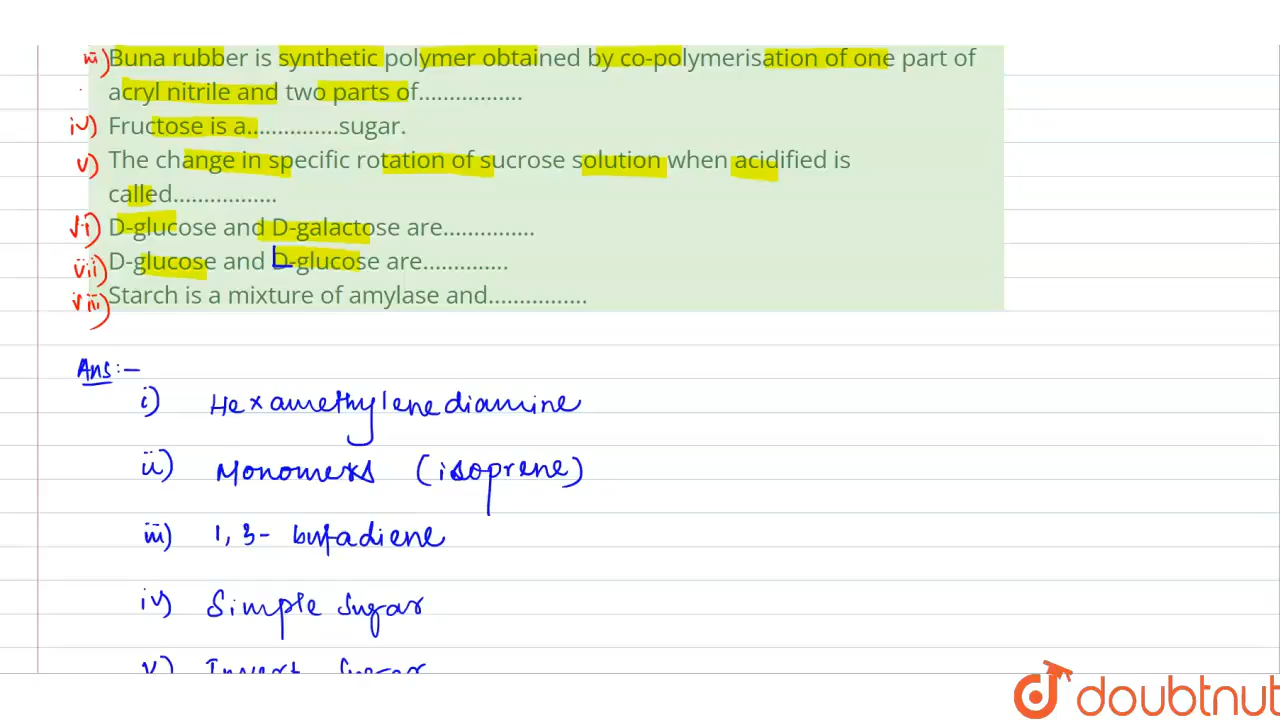 iii) Buna rubber is synthetic polymer obtained by co-polymerisation of one part of
acryl nitrile and two parts of.................
iv) Fructose is a...............sugar.
v) The change in specific rotation of sucrose solution when acidified is
called.................
vi) D-glucose and D-galactose are...............
vii) D-glucose and L-glucose are..............
viii) Starch is a mixture of amylase and................
Ans:-
i) Hexamethylenediamine
ii) Monomers (isoprene)
iii) 1, 3- butadiene
iv) Simple Sugar
v) Invert Sugar
doubtnut